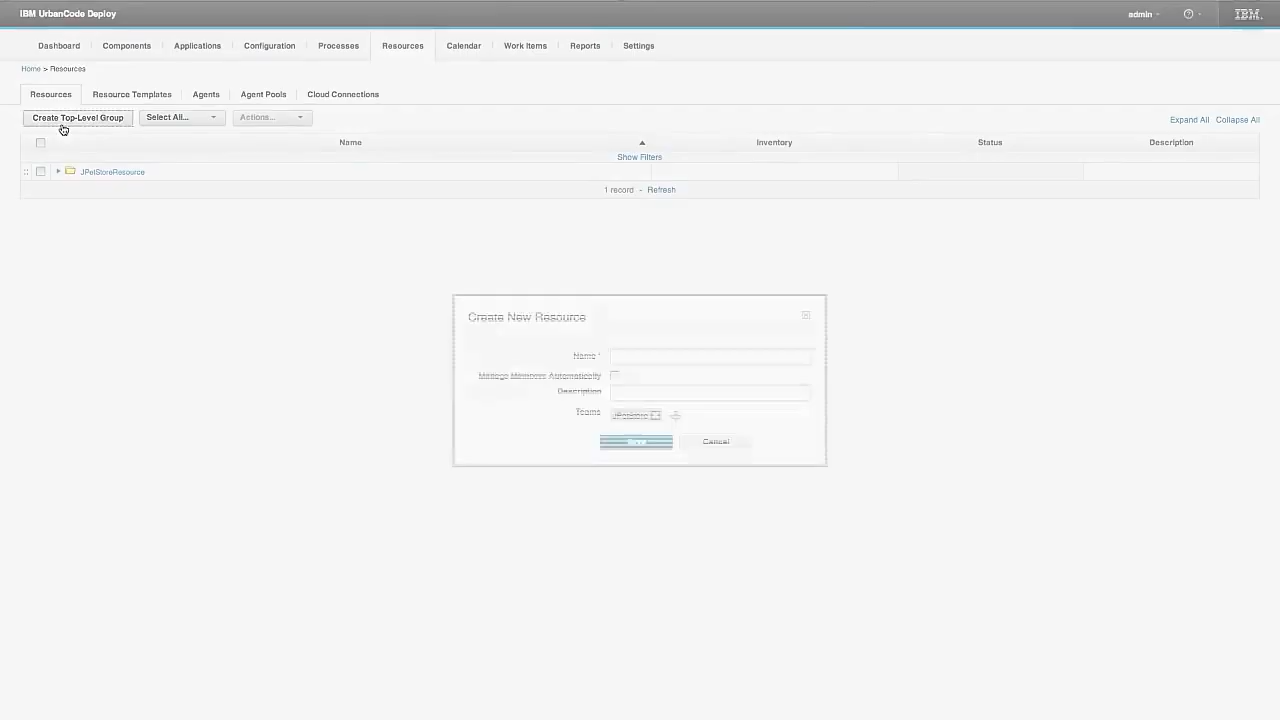 IBM UrbanCode Deploy
admin
IBM
Dashboard Components Applications Configuration Processes Resources Calendar Work Items Reports Settings
Home > Resources
Resources Resource Templates Agents Agent Pools Cloud Connections
Create Top-Level Group Select All... Actions... Expand All Collapse All
Name Inventory Status Description
Show Filters
JPetStoreResource
1 record - Refresh
Create New Resource
Name *
Manage Members Automatically
Description
Teams JPetStore
Save Cancel